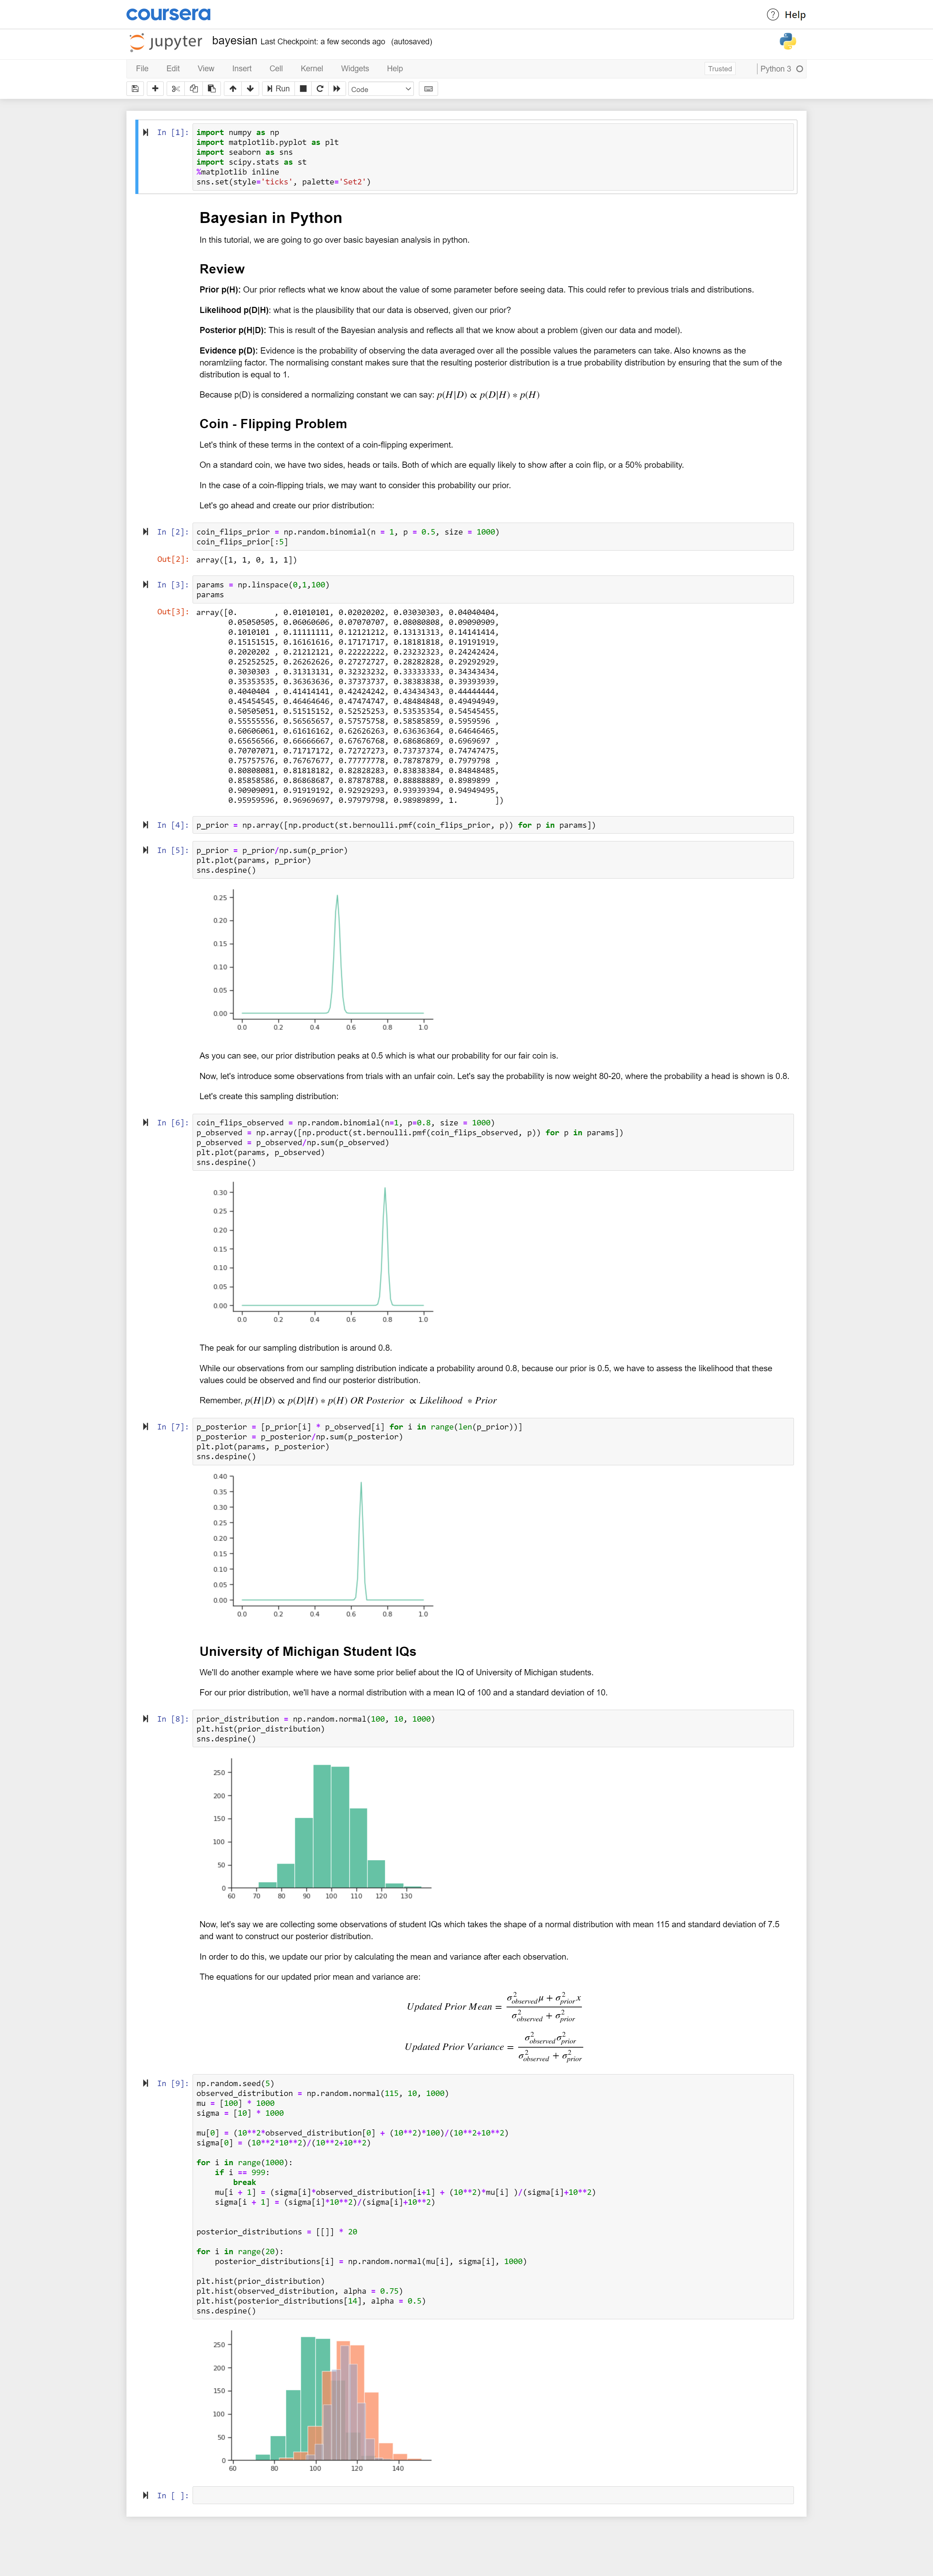 coursera
Help
jupyter bayesian Last Checkpoint: a few seconds ago (autosaved)
File Edit View Insert Cell Kernel Widgets Help
Trusted Python 3
Run Code
In [1]: import numpy as np
import matplotlib.pyplot as plt
import seaborn as sns
import scipy.stats as st
%matplotlib inline
sns.set(style='ticks', palette='Set2')
Bayesian in Python
In this tutorial, we are going to go over basic bayesian analysis in python.
Review
Prior p(H): Our prior reflects what we know about the value of some parameter before seeing data. This could refer to previous trials and distributions.
Likelihood p(D|H): what is the plausibility that our data is observed, given our prior?
Posterior p(H|D): This is result of the Bayesian analysis and reflects all that we know about a problem (given our data and model).
Evidence p(D): Evidence is the probability of observing the data averaged over all the possible values the parameters can take. Also knowns as the
noramlziing factor. The normalising constant makes sure that the resulting posterior distribution is a true probability distribution by ensuring that the sum of the
distribution is equal to 1.
Because p(D) is considered a normalizing constant we can say: p(H|D) ∝ p(D|H) * p(H)
Coin - Flipping Problem
Let's think of these terms in the context of a coin-flipping experiment.
On a standard coin, we have two sides, heads or tails. Both of which are equally likely to show after a coin flip, or a 50% probability.
In the case of a coin-flipping trials, we may want to consider this probability our prior.
Let's go ahead and create our prior distribution:
In [2]: coin_flips_prior = np.random.binomial(n = 1, p = 0.5, size = 1000)
coin_flips_prior[:5]
Out[2]: array([1, 1, 0, 1, 1])
In [3]: params = np.linspace(0,1,100)
params
Out[3]: array([0.        , 0.01010101, 0.02020202, 0.03030303, 0.04040404,
0.05050505, 0.06060606, 0.07070707, 0.08080808, 0.09090909,
0.1010101 , 0.11111111, 0.12121212, 0.13131313, 0.14141414,
0.15151515, 0.16161616, 0.17171717, 0.18181818, 0.19191919,
0.2020202 , 0.21212121, 0.22222222, 0.23232323, 0.24242424,
0.25252525, 0.26262626, 0.27272727, 0.28282828, 0.29292929,
0.3030303 , 0.31313131, 0.32323232, 0.33333333, 0.34343434,
0.35353535, 0.36363636, 0.37373737, 0.38383838, 0.39393939,
0.4040404 , 0.41414141, 0.42424242, 0.43434343, 0.44444444,
0.45454545, 0.46464646, 0.47474747, 0.48484848, 0.49494949,
0.50505051, 0.51515152, 0.52525253, 0.53535354, 0.54545455,
0.55555556, 0.56565657, 0.57575758, 0.58585859, 0.5959596 ,
0.60606061, 0.61616162, 0.62626263, 0.63636364, 0.64646465,
0.65656566, 0.66666667, 0.67676768, 0.68686869, 0.6969697 ,
0.70707071, 0.71717172, 0.72727273, 0.73737374, 0.74747475,
0.75757576, 0.76767677, 0.77777778, 0.78787879, 0.7979798 ,
0.80808081, 0.81818182, 0.82828283, 0.83838384, 0.84848485,
0.85858586, 0.86868687, 0.87878788, 0.88888889, 0.8989899 ,
0.90909091, 0.91919192, 0.92929293, 0.93939394, 0.94949495,
0.95959596, 0.96969697, 0.97979798, 0.98989899, 1.        ])
In [4]: p_prior = np.array([np.product(st.bernoulli.pmf(coin_flips_prior, p)) for p in params])
In [5]: p_prior = p_prior/np.sum(p_prior)
plt.plot(params, p_prior)
sns.despine()
0.25
0.20
0.15
0.10
0.05
0.00
0.0 0.2 0.4 0.6 0.8 1.0
As you can see, our prior distribution peaks at 0.5 which is what our probability for our fair coin is.
Now, let's introduce some observations from trials with an unfair coin. Let's say the probability is now weight 80-20, where the probability a head is shown is 0.8.
Let's create this sampling distribution:
In [6]: coin_flips_observed = np.random.binomial(n=1, p=0.8, size = 1000)
p_observed = np.array([np.product(st.bernoulli.pmf(coin_flips_observed, p)) for p in params])
p_observed = p_observed/np.sum(p_observed)
plt.plot(params, p_observed)
sns.despine()
0.30
0.25
0.20
0.15
0.10
0.05
0.00
0.0 0.2 0.4 0.6 0.8 1.0
The peak for our sampling distribution is around 0.8.
While our observations from our sampling distribution indicate a probability around 0.8, because our prior is 0.5, we have to assess the likelihood that these
values could be observed and find our posterior distribution.
Remember, p(H|D) ∝ p(D|H) * p(H) OR Posterior ∝ Likelihood * Prior
In [7]: p_posterior = [p_prior[i] * p_observed[i] for i in range(len(p_prior))]
p_posterior = p_posterior/np.sum(p_posterior)
plt.plot(params, p_posterior)
sns.despine()
0.40
0.35
0.30
0.25
0.20
0.15
0.10
0.05
0.00
0.0 0.2 0.4 0.6 0.8 1.0
University of Michigan Student IQs
We'll do another example where we have some prior belief about the IQ of University of Michigan students.
For our prior distribution, we'll have a normal distribution with a mean IQ of 100 and a standard deviation of 10.
In [8]: prior_distribution = np.random.normal(100, 10, 1000)
plt.hist(prior_distribution)
sns.despine()
250
200
150
100
50
0
60 70 80 90 100 110 120 130
Now, let's say we are collecting some observations of student IQs which takes the shape of a normal distribution with mean 115 and standard deviation of 7.5
and want to construct our posterior distribution.
In order to do this, we update our prior by calculating the mean and variance after each observation.
The equations for our updated prior mean and variance are:
Updated Prior Mean = (σ²observed μ + σ²prior x) / (σ²observed + σ²prior)
Updated Prior Variance = (σ²observed σ²prior) / (σ²observed + σ²prior)
In [9]: np.random.seed(5)
observed_distribution = np.random.normal(115, 10, 1000)
mu = [100] * 1000
sigma = [10] * 1000
mu[0] = (10**2*observed_distribution[0] + (10**2)*100)/(10**2+10**2)
sigma[0] = (10**2*10**2)/(10**2+10**2)
for i in range(1000):
if i == 999:
break
mu[i + 1] = (sigma[i]*observed_distribution[i+1] + (10**2)*mu[i] )/(sigma[i]+10**2)
sigma[i + 1] = (sigma[i]*10**2)/(sigma[i]+10**2)
posterior_distributions = [[]] * 20
for i in range(20):
posterior_distributions[i] = np.random.normal(mu[i], sigma[i], 1000)
plt.hist(prior_distribution)
plt.hist(observed_distribution, alpha = 0.75)
plt.hist(posterior_distributions[14], alpha = 0.5)
sns.despine()
250
200
150
100
50
0
60 80 100 120 140
In [ ]: